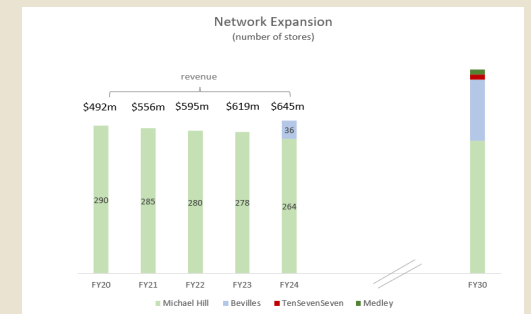 Network Expansion
(number of stores)
revenue
$492m $556m $595m $619m $645m
36
290 285 280 278 264
FY20 FY21 FY22 FY23 FY24 FY30
Michael Hill Bevilles TenSevenSeven Medley